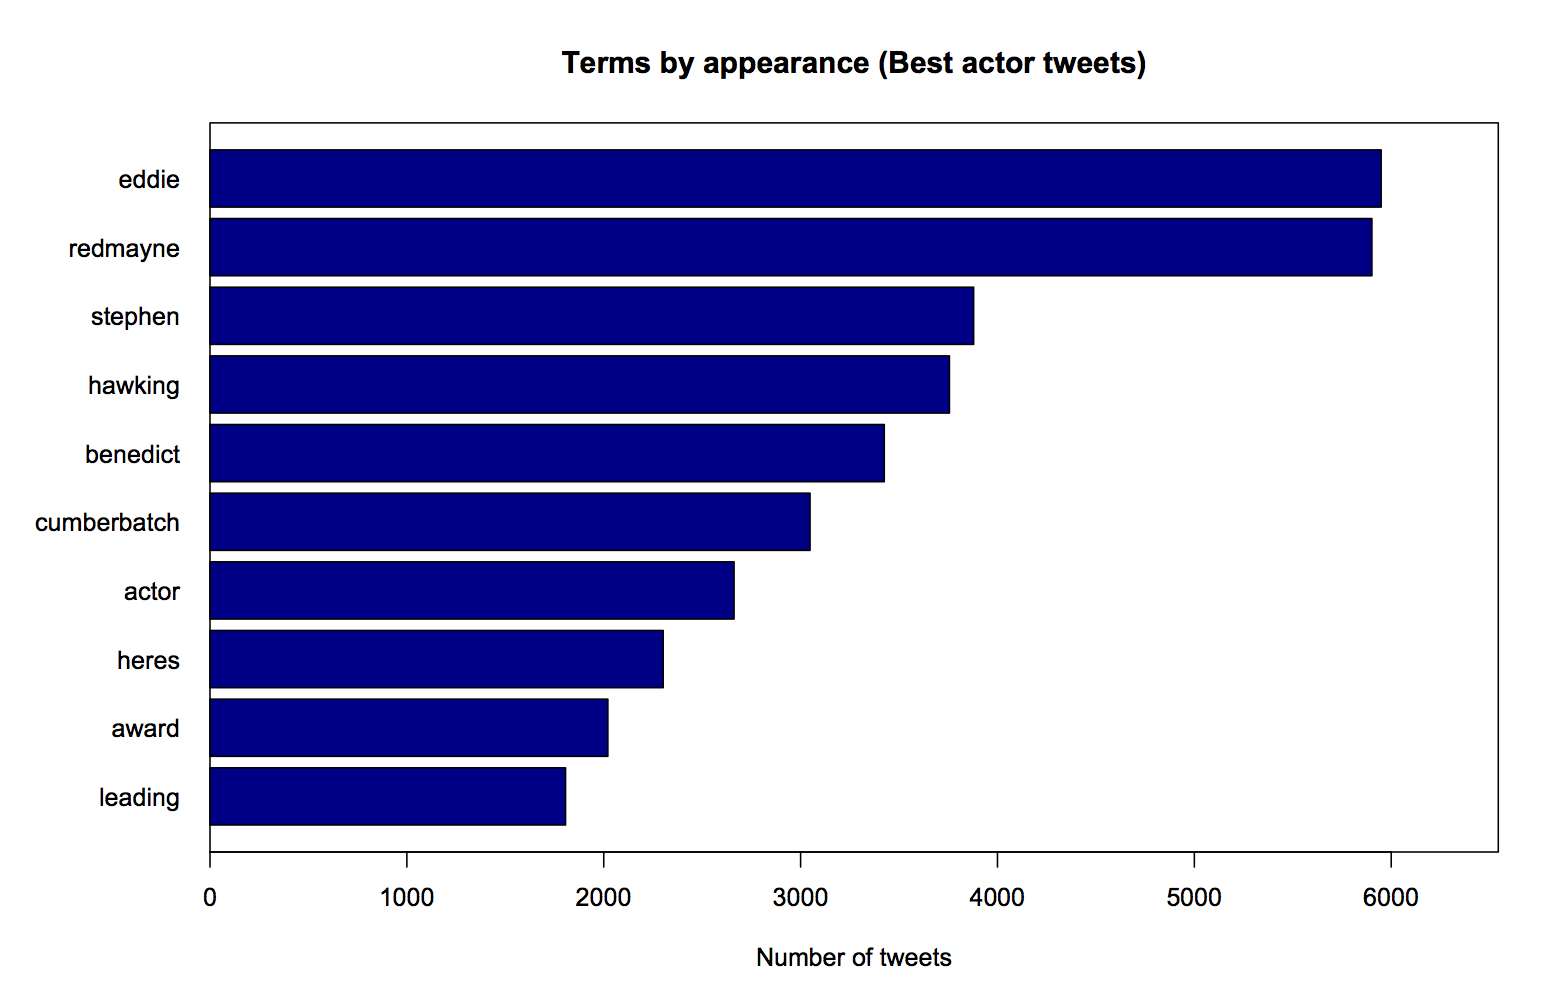 Terms by appearance (Best actor tweets)
eddie
redmayne
stephen
hawking
benedict
cumberbatch
actor
heres
award
leading
0 1000 2000 3000 4000 5000 6000
Number of tweets